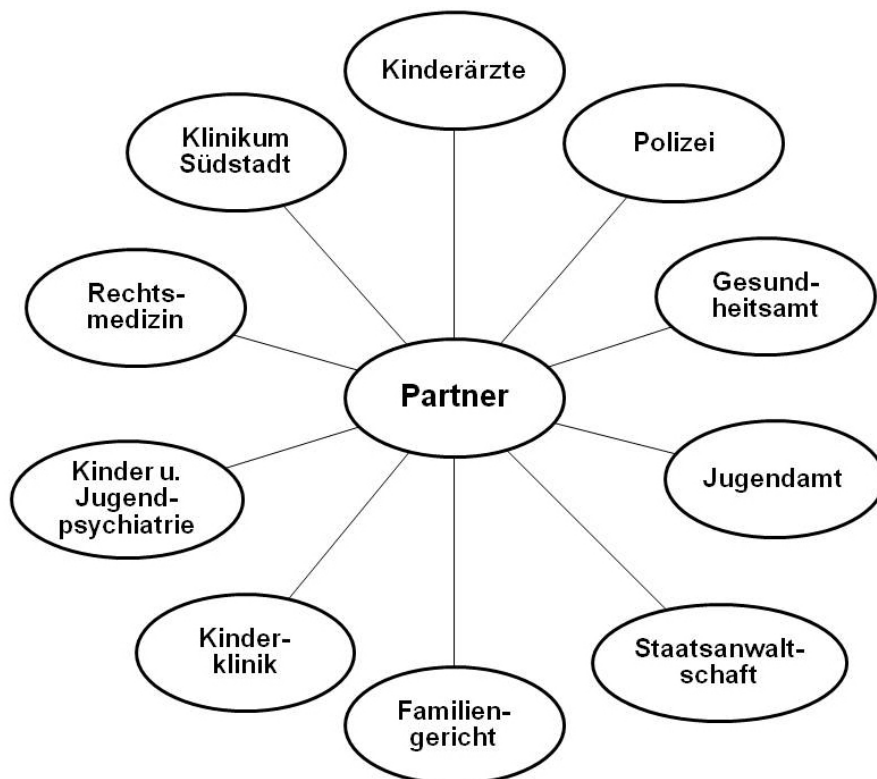 Kinderärzte
Polizei
Klinikum
Südstadt
Gesund-
heitsamt
Rechts-
medizin
Partner
Jugendamt
Kinder u.
Jugend-
psychiatrie
Kinder-
klinik
Staatsanwalt-
schaft
Familien-
gericht